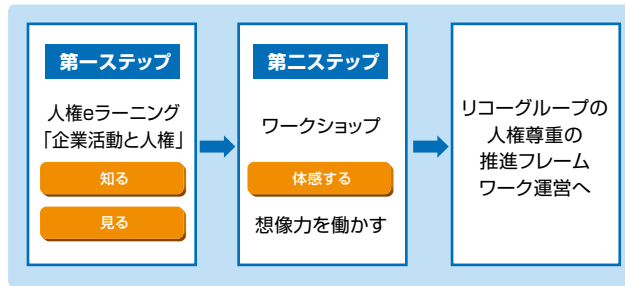 第一ステップ
人権eラーニング
「企業活動と人権」
知る
見る
第二ステップ
ワークショップ
体感する
想像力を働かす
リコーグループの
人権尊重の
推進フレーム
ワーク運営へ